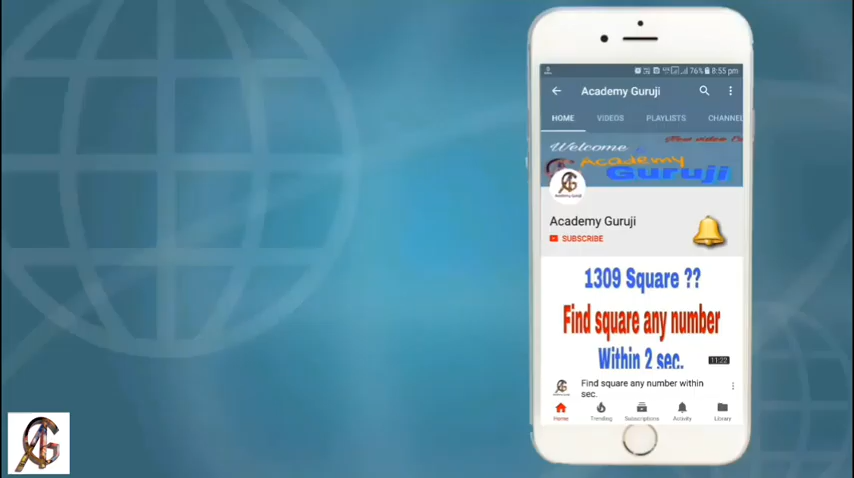 76% 8:55 pm
Academy Guruji
HOME VIDEOS PLAYLISTS CHANNEL
Welcome
Academy
Guruji
Academy Guruji
SUBSCRIBE
1309 Square ??
Find square any number
Within 2 sec.
11:22
Find square any number within
sec.
Home Trending Subscriptions Activity Library
AG